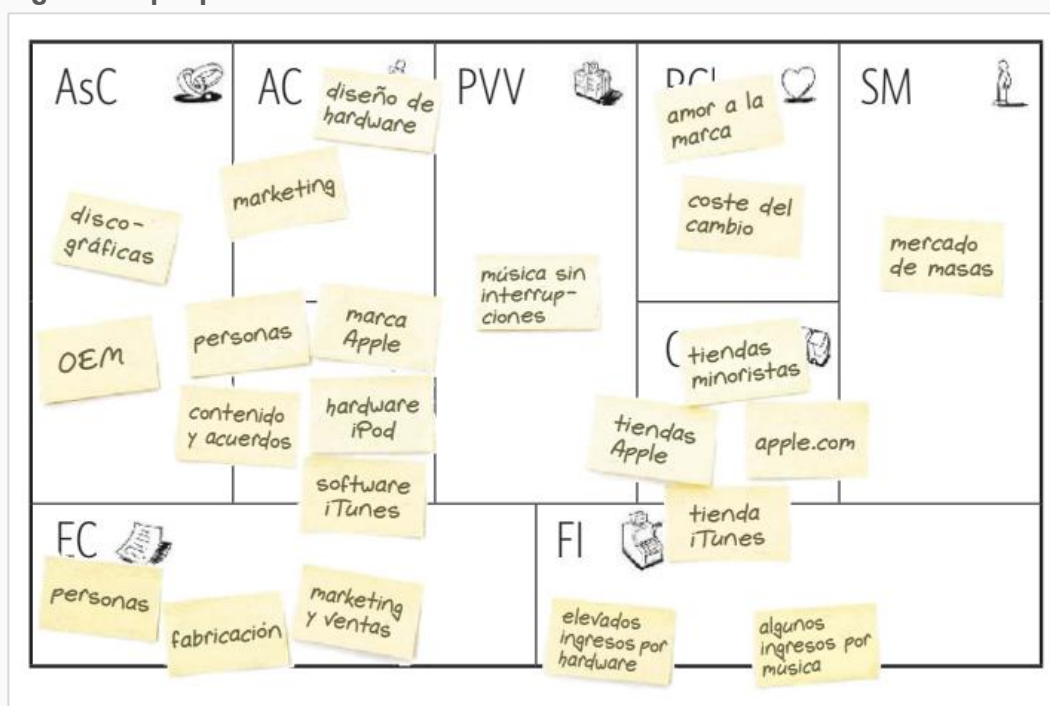 AsC
AC
PVV
SM
diseño de
hardware
marketing
disco-
gráficas
OEM
personas
marca
Apple
contenido
y acuerdos
hardware
iPod
software
iTunes
música sin
interrup-
ciones
amor a la
marca
coste del
cambio
mercado
de masas
tiendas
minoristas
tiendas
Apple
apple.com
tienda
iTunes
EC
personas
fabricación
marketing
y ventas
FI
elevados
ingresos por
hardware
algunos
ingresos por
música